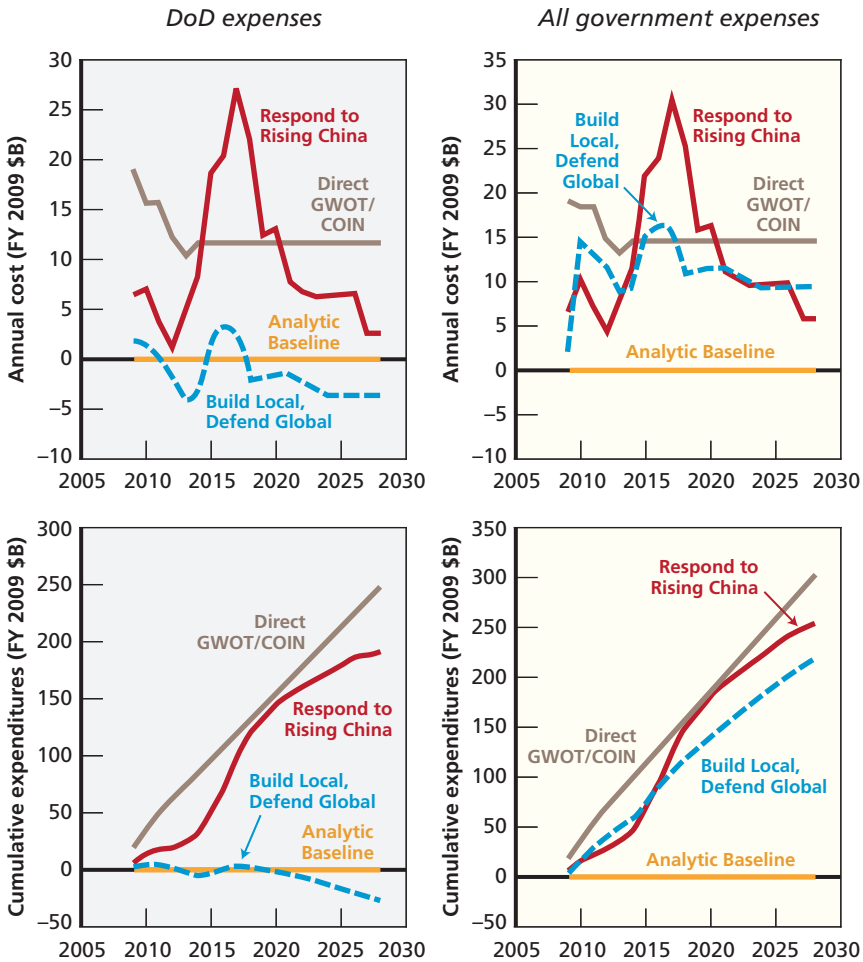 DoD expenses
All government expenses
Annual cost (FY 2009 $B)
30
25
20
15
10
5
0
–5
–10
2005 2010 2015 2020 2025 2030
Respond to
Rising China
Direct
GWOT/
COIN
Analytic
Baseline
Build Local,
Defend Global
Annual cost (FY 2009 $B)
35
30
25
20
15
10
5
0
–5
–10
2005 2010 2015 2020 2025 2030
Build
Local,
Defend
Global
Respond to
Rising China
Direct
GWOT/
COIN
Analytic Baseline
Cumulative expenditures (FY 2009 $B)
300
250
200
150
100
50
0
–50
2005 2010 2015 2020 2025 2030
Direct
GWOT/COIN
Respond to
Rising China
Build Local,
Defend Global
Analytic
Baseline
Cumulative expenditures (FY 2009 $B)
350
300
250
200
150
100
50
0
–50
2005 2010 2015 2020 2025 2030
Respond to
Rising China
Direct
GWOT/COIN
Build Local,
Defend Global
Analytic Baseline